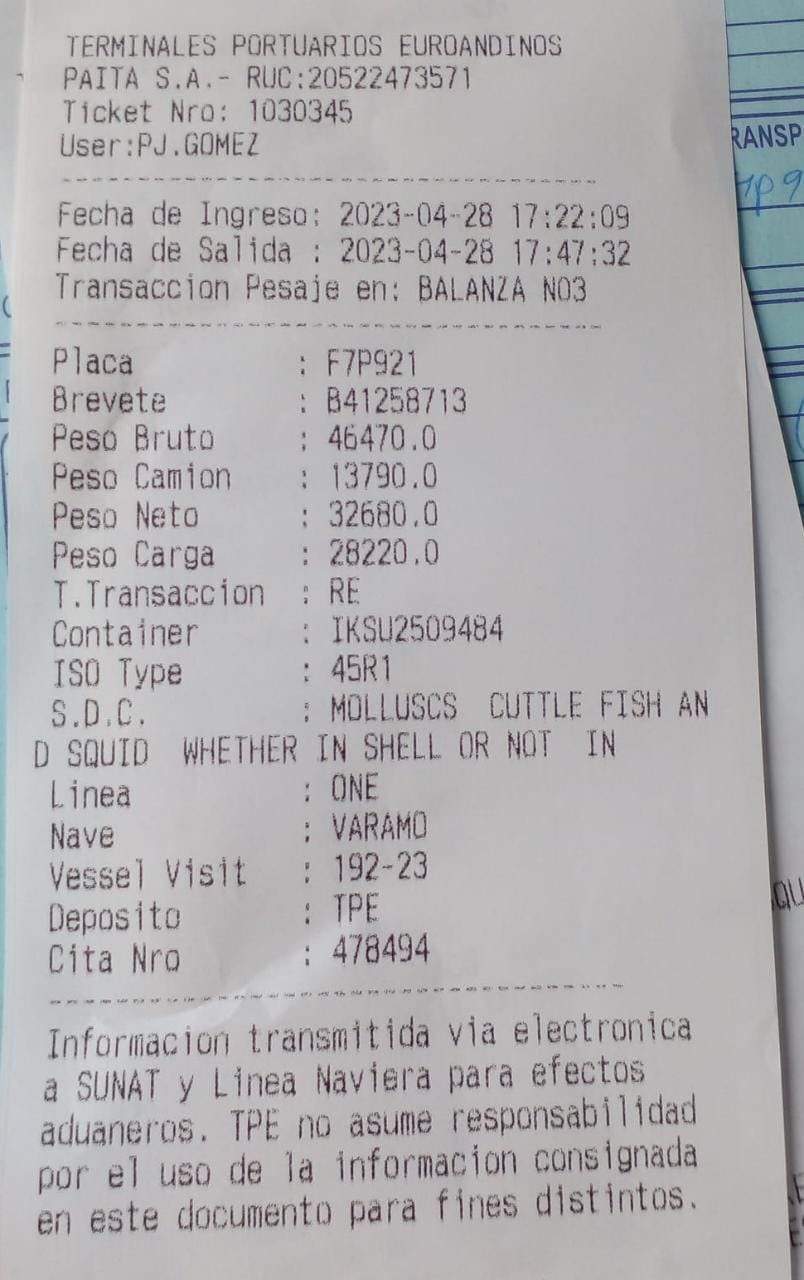 TERMINALES PORTUARIOS EUROANDINOS
PAITA S.A.- RUC:20522473571
Ticket Nro: 1030345
User:PJ.GOMEZ
Fecha de Ingreso: 2023-04-28 17:22:09
Fecha de Salida : 2023-04-28 17:47:32
Transaccion Pesaje en: BALANZA NO3
Placa : F7P921
Brevete : B41258713
Peso Bruto : 46470.0
Peso Camion : 13790.0
Peso Neto : 32680.0
Peso Carga : 28220.0
T.Transaccion : RE
Container : IKSU2509484
ISO Type : 45R1
S.D.C. : MOLLUSCS CUTTLE FISH AN
D SQUID WHETHER IN SHELL OR NOT IN
Linea : ONE
Nave : VARAMO
Vessel Visit : 192-23
Deposito : TPE
Cita Nro : 478494
Informacion transmitida via electronica
a SUNAT y Linea Naviera para efectos
aduaneros. TPE no asume responsabilidad
por el uso de la informacion consignada
en este documento para fines distintos.